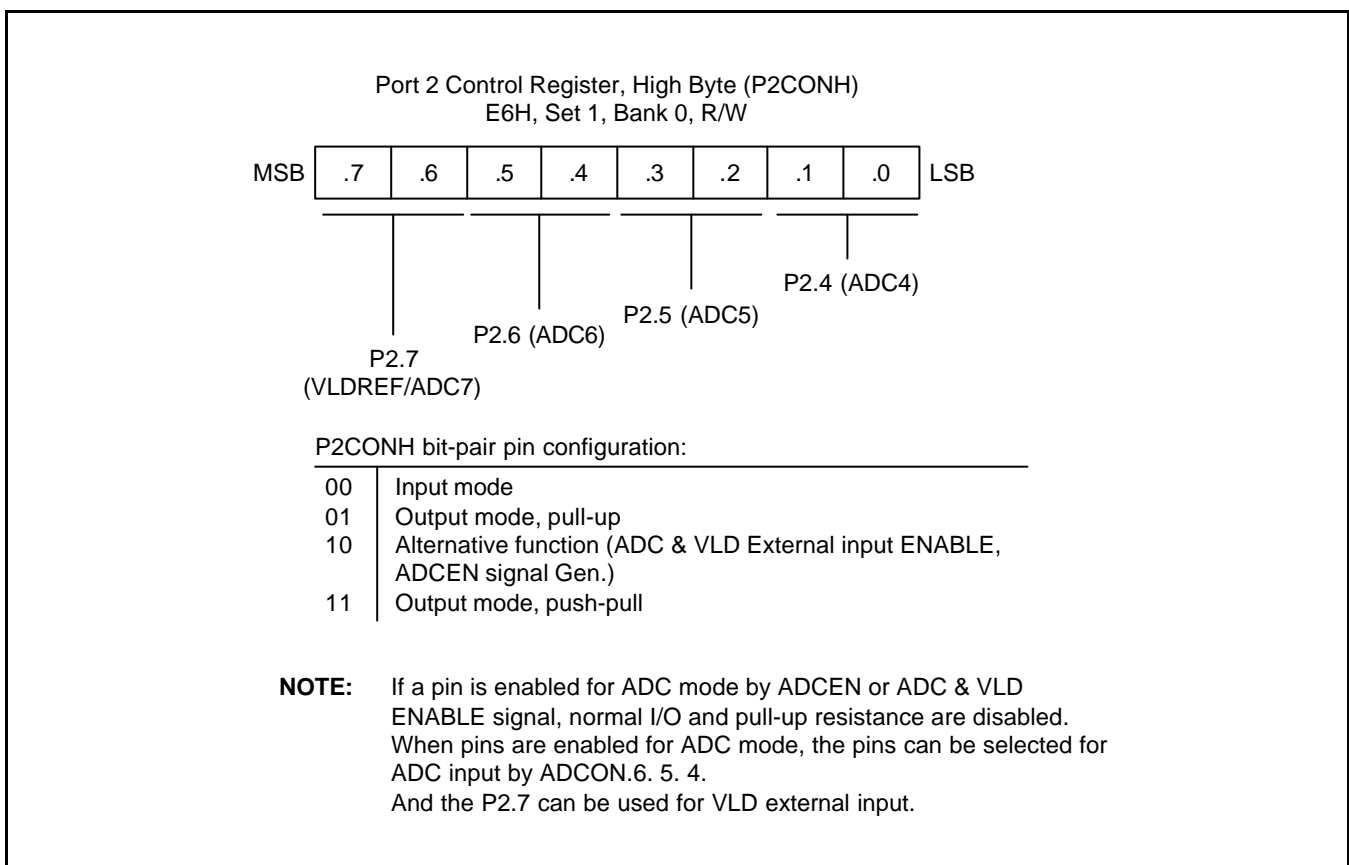 Port 2 Control Register, High Byte (P2CONH)
E6H, Set 1, Bank 0, R/W
MSB .7 .6 .5 .4 .3 .2 .1 .0 LSB
P2.4 (ADC4)
P2.5 (ADC5)
P2.6 (ADC6)
P2.7
(VLDREF/ADC7)
P2CONH bit-pair pin configuration:
00 Input mode
01 Output mode, pull-up
10 Alternative function (ADC & VLD External input ENABLE,
ADCEN signal Gen.)
11 Output mode, push-pull
NOTE: If a pin is enabled for ADC mode by ADCEN or ADC & VLD
ENABLE signal, normal I/O and pull-up resistance are disabled.
When pins are enabled for ADC mode, the pins can be selected for
ADC input by ADCON.6. 5. 4.
And the P2.7 can be used for VLD external input.